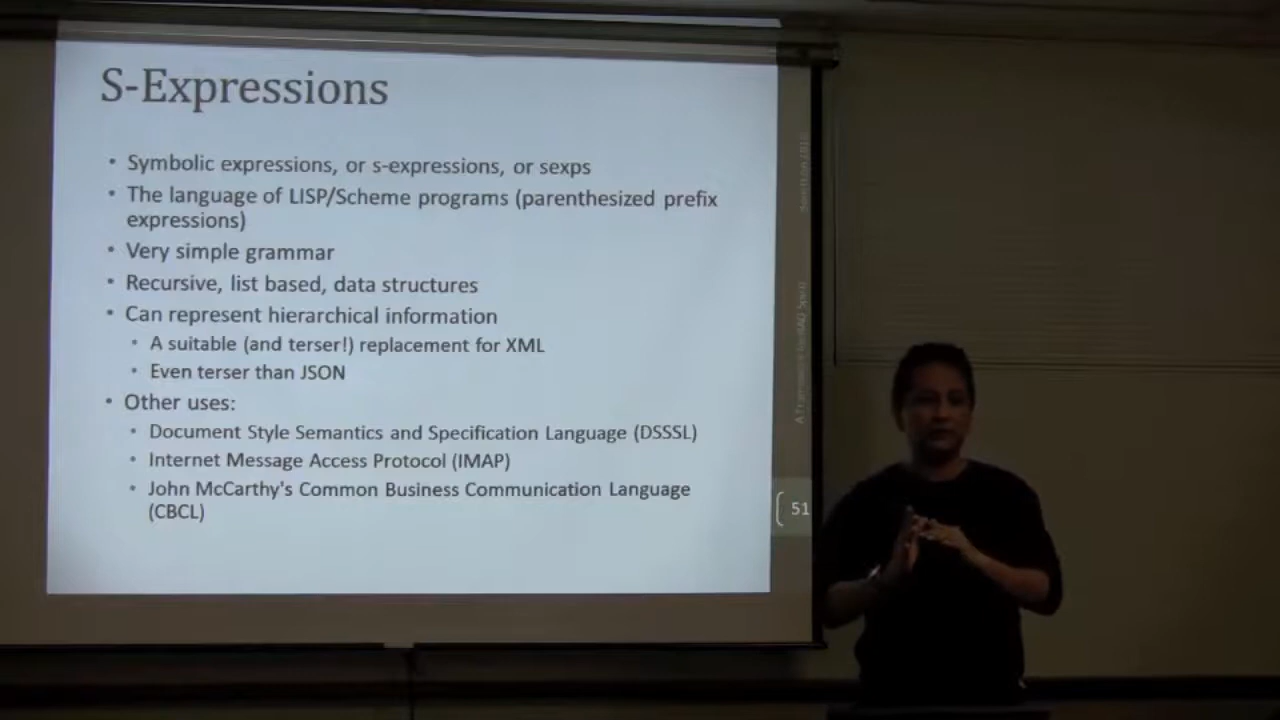 S-Expressions
• Symbolic expressions, or s-expressions, or sexps
• The language of LISP/Scheme programs (parenthesized prefix
expressions)
• Very simple grammar
• Recursive, list based, data structures
• Can represent hierarchical information
• A suitable (and terser!) replacement for XML
• Even terser than JSON
• Other uses:
• Document Style Semantics and Specification Language (DSSSL)
• Internet Message Access Protocol (IMAP)
• John McCarthy's Common Business Communication Language
(CBCL)
51